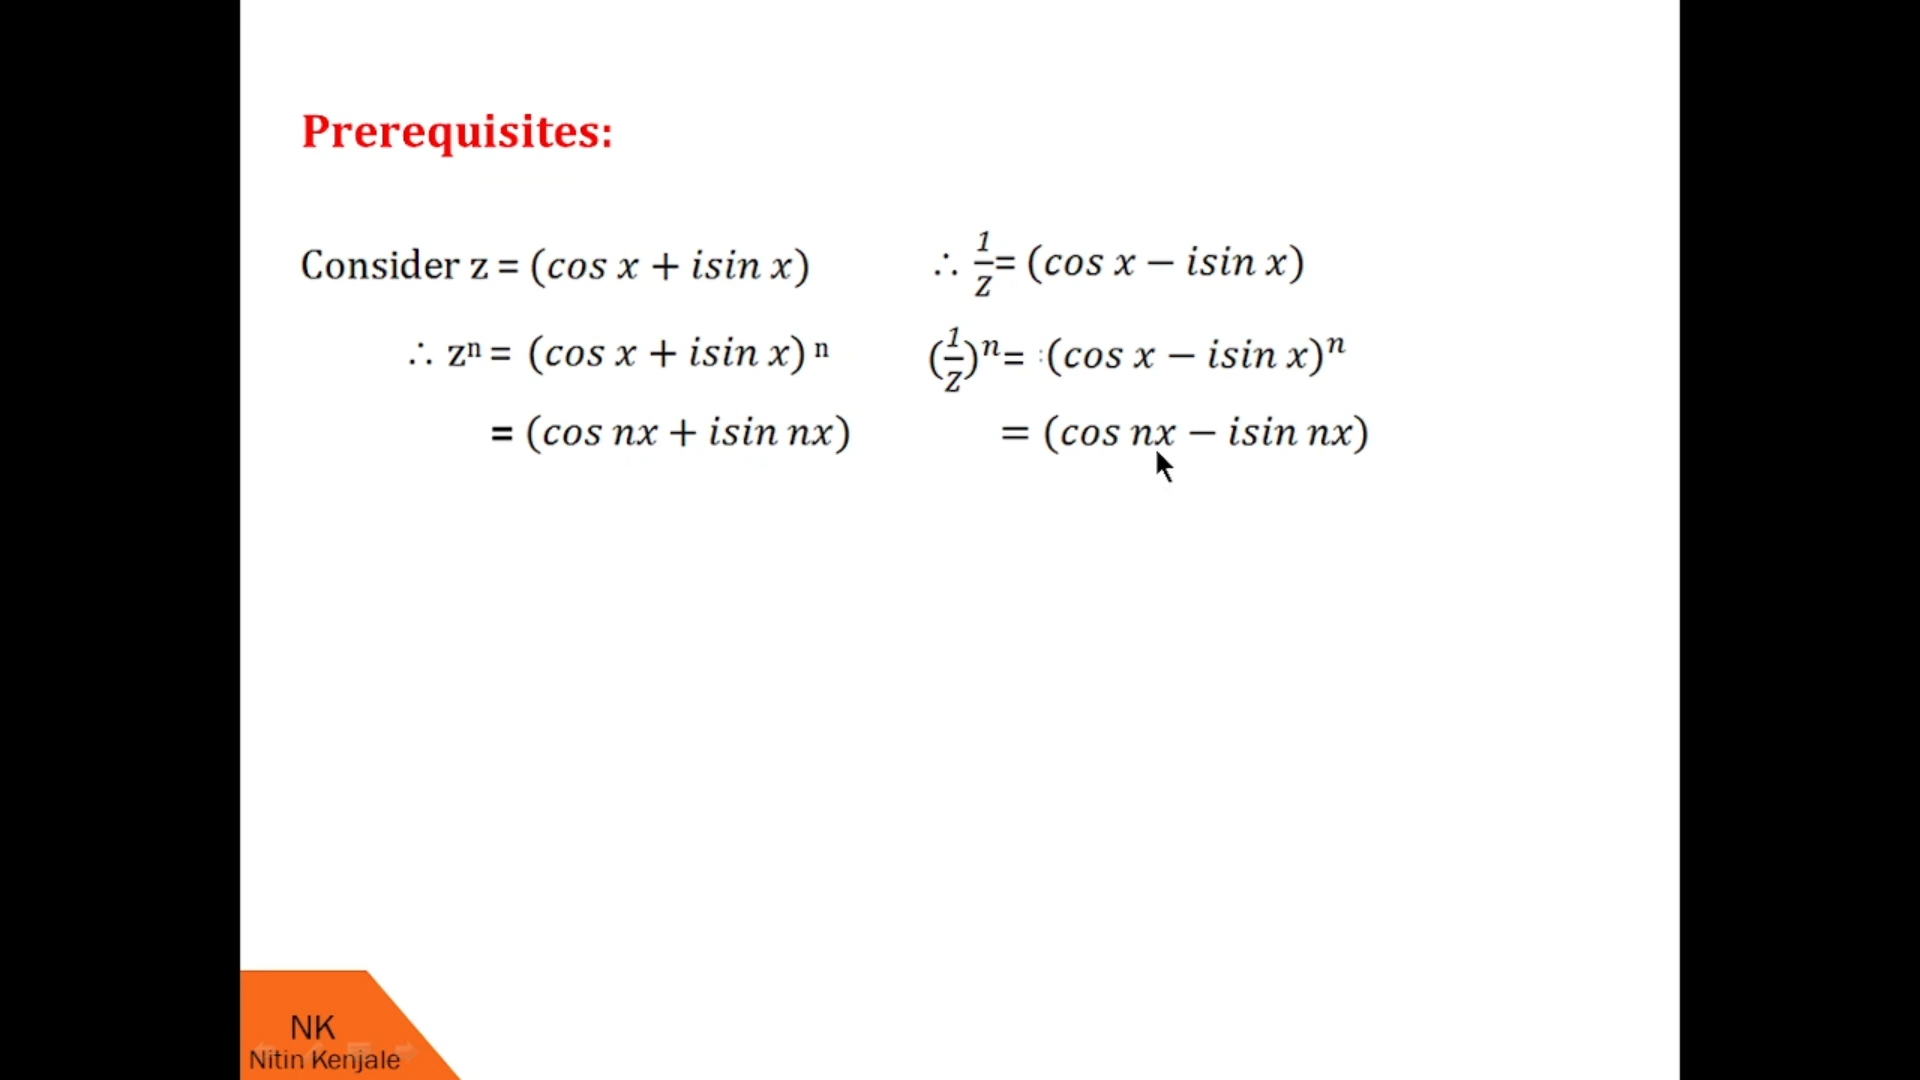 Prerequisites:
Consider z = (cos x + isin x)
∴ zⁿ = (cos x + isin x) ⁿ
= (cos nx + isin nx)
∴ 1/z = (cos x − isin x)
(1/z)ⁿ = (cos x − isin x)ⁿ
= (cos nx − isin nx)
NK
Nitin Kenjale